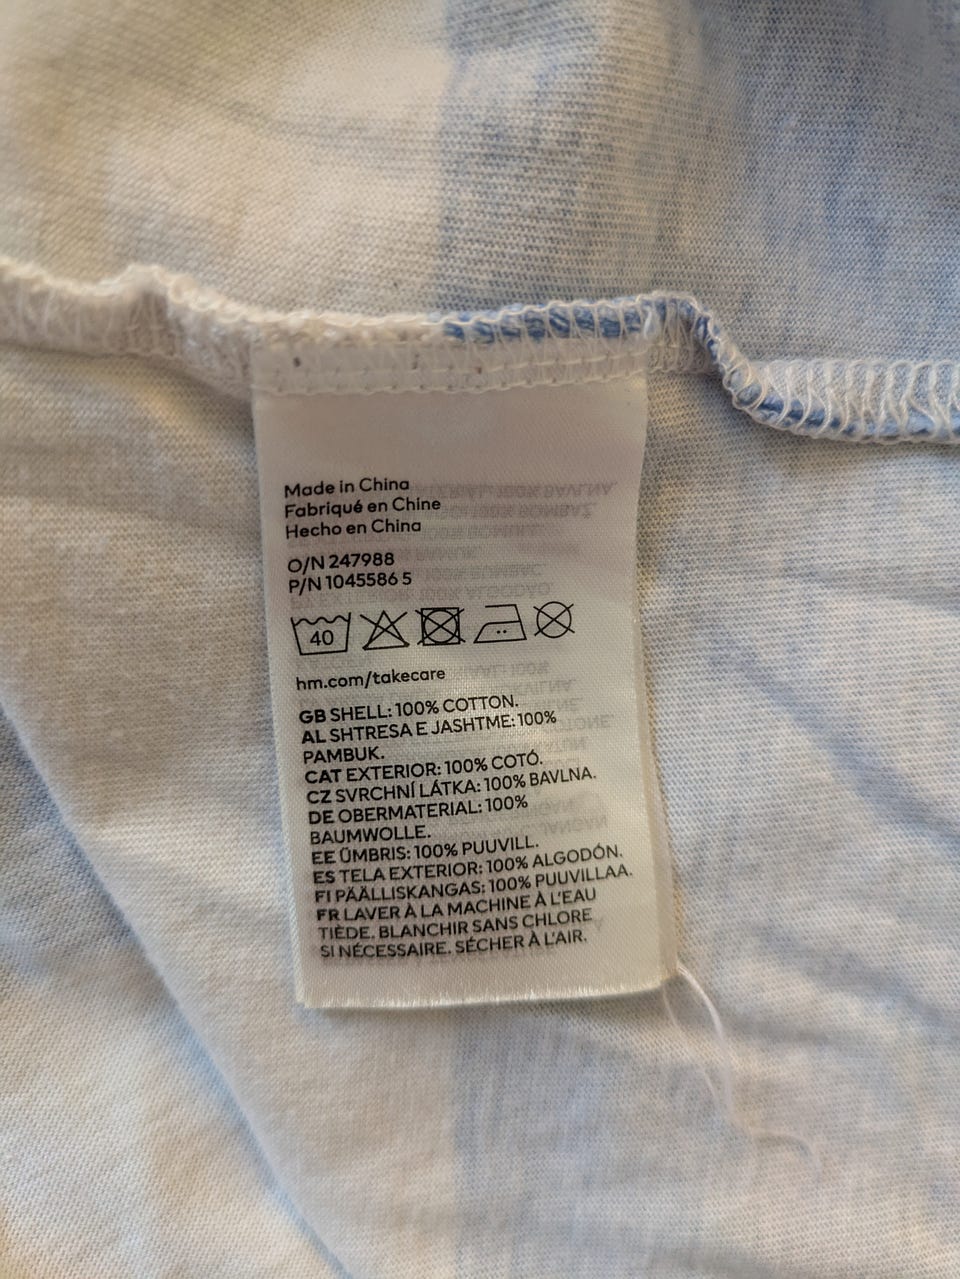 Made in China
Fabriqué en Chine
Hecho en China
O/N 247988
P/N 1045586 5
40
hm.com/takecare
GB SHELL: 100% COTTON.
AL SHTRESA E JASHTME: 100%
PAMBUK.
CAT EXTERIOR: 100% COTÓ.
CZ SVRCHNÍ LÁTKA: 100% BAVLNA.
DE OBERMATERIAL: 100%
BAUMWOLLE.
EE ÜMBRIS: 100% PUUVILL.
ES TELA EXTERIOR: 100% ALGODÓN.
FI PÄÄLLISKANGAS: 100% PUUVILLAA.
FR LAVER À LA MACHINE À L'EAU
TIÈDE. BLANCHIR SANS CHLORE
SI NÉCESSAIRE. SÉCHER À L'AIR.